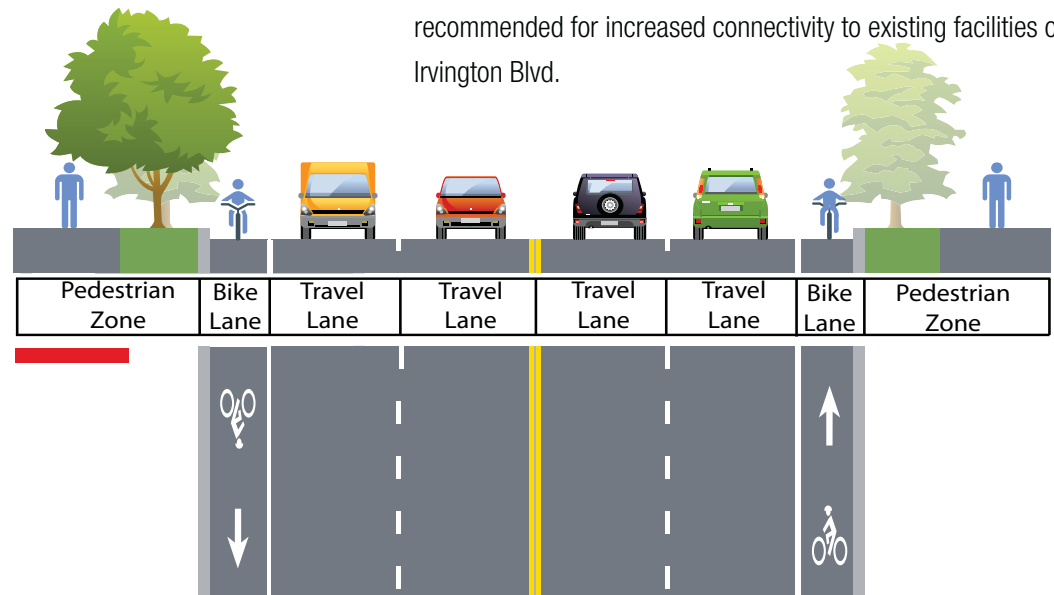 recommended for increased connectivity to existing facilities
Irvington Blvd.
Pedestrian Zone
Bike Lane
Travel Lane
Travel Lane
Travel Lane
Travel Lane
Bike Lane
Pedestrian Zone